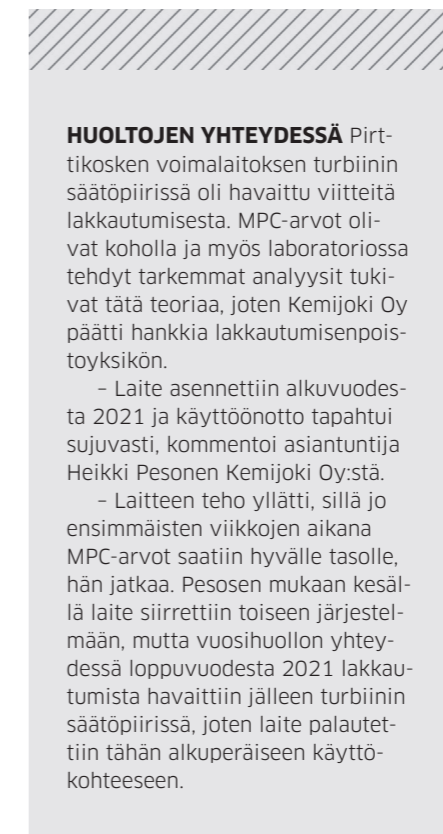 HUOLTOJEN YHTEYDESSÄ Pirt-
tikosken voimalaitoksen turbiinin
säätöpiirissä oli havaittu viitteitä
lakkautumisesta. MPC-arvot oli-
vat koholla ja myös laboratoriossa
tehdyt tarkemmat analyysit tuki-
vat tätä teoriaa, joten Kemijoki Oy
päätti hankkia lakkautumisenpois-
toyksikön.
– Laite asennettiin alkuvuodes-
ta 2021 ja käyttöönotto tapahtui
sujuvasti, kommentoi asiantuntija
Heikki Pesonen Kemijoki Oy:stä.
– Laitteen teho yllätti, sillä jo
ensimmäisten viikkojen aikana
MPC-arvot saatiin hyvälle tasolle,
hän jatkaa. Pesosen mukaan kesäl-
lä laite siirrettiin toiseen järjestel-
mään, mutta vuosihuollon yhtey-
dessä loppuvuodesta 2021 lakkau-
tumista havaittiin jälleen turbiinin
säätöpiirissä, joten laite palautet-
tiin tähän alkuperäiseen käyttö-
kohteeseen.